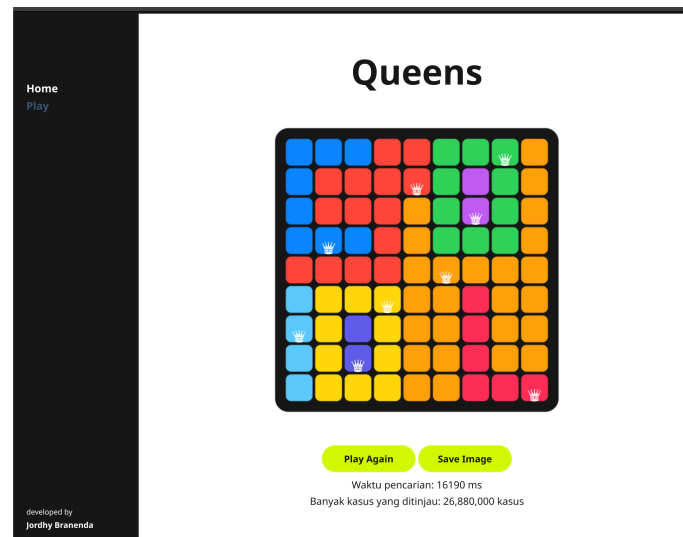 Home
Play
Queens
Play Again
Save Image
Waktu pencarian: 16190 ms
Banyak kasus yang ditinjau: 26,880,000 kasus
developed by
Jordhy Branenda